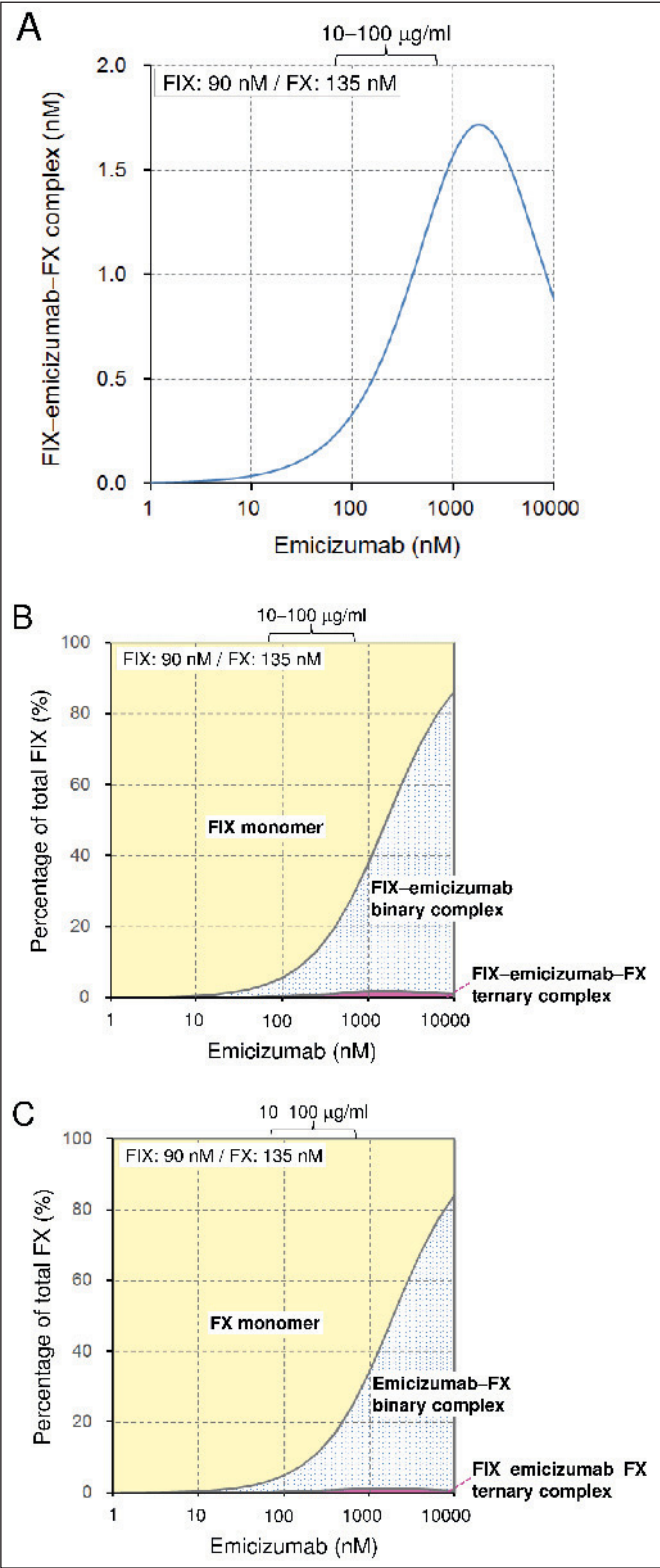 A
10–100 µg/ml
FIX: 90 nM / FX: 135 nM
FIX–emicizumab–FX complex (nM)
2.0
1.5
1.0
0.5
0.0
1 10 100 1000 10000
Emicizumab (nM)
B
10–100 µg/ml
FIX: 90 nM / FX: 135 nM
Percentage of total FIX (%)
100
80
60
40
20
0
FIX monomer
FIX–emicizumab
binary complex
FIX–emicizumab–FX
ternary complex
1 10 100 1000 10000
Emicizumab (nM)
C
10 100 µg/ml
FIX: 90 nM / FX: 135 nM
Percentage of total FX (%)
100
80
60
40
20
0
FX monomer
Emicizumab–FX
binary complex
FIX emicizumab FX
ternary complex
1 10 100 1000 10000
Emicizumab (nM)